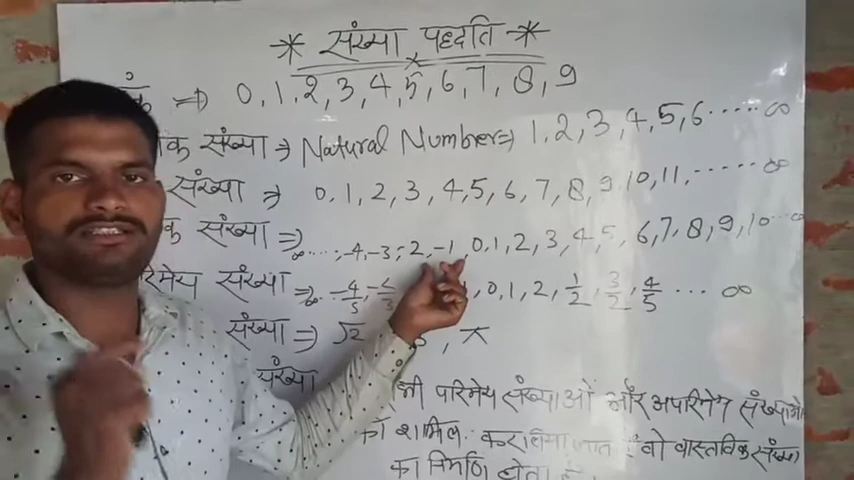 * संख्या पद्धति *
⇒ 0, 1, 2, 3, 4, 5, 6, 7, 8, 9
संख्या ⇒ Natural Numbers ⇒ 1, 2, 3, 4, 5, 6 ..... ∞
संख्या ⇒ 0, 1, 2, 3, 4, 5, 6, 7, 8, 9, 10, 11, ...... ∞
संख्या ⇒ ∞ ...., -4, -3, -2, -1, 0, 1, 2, 3, 4, 5, 6, 7, 8, 9, 10 ... ∞
रिमेय संख्या ⇒ ∞ -4/5, , 0, 1, 2, 1/2, 3/2, 4/5 ... ∞
संख्या ⇒ √2 , π
संख्या
भी परिमेय संख्याओं और अपरिमेय संख्याओ
को शामिल कर लिया जात है वो वास्तविक संख्या
का निर्माण होता है